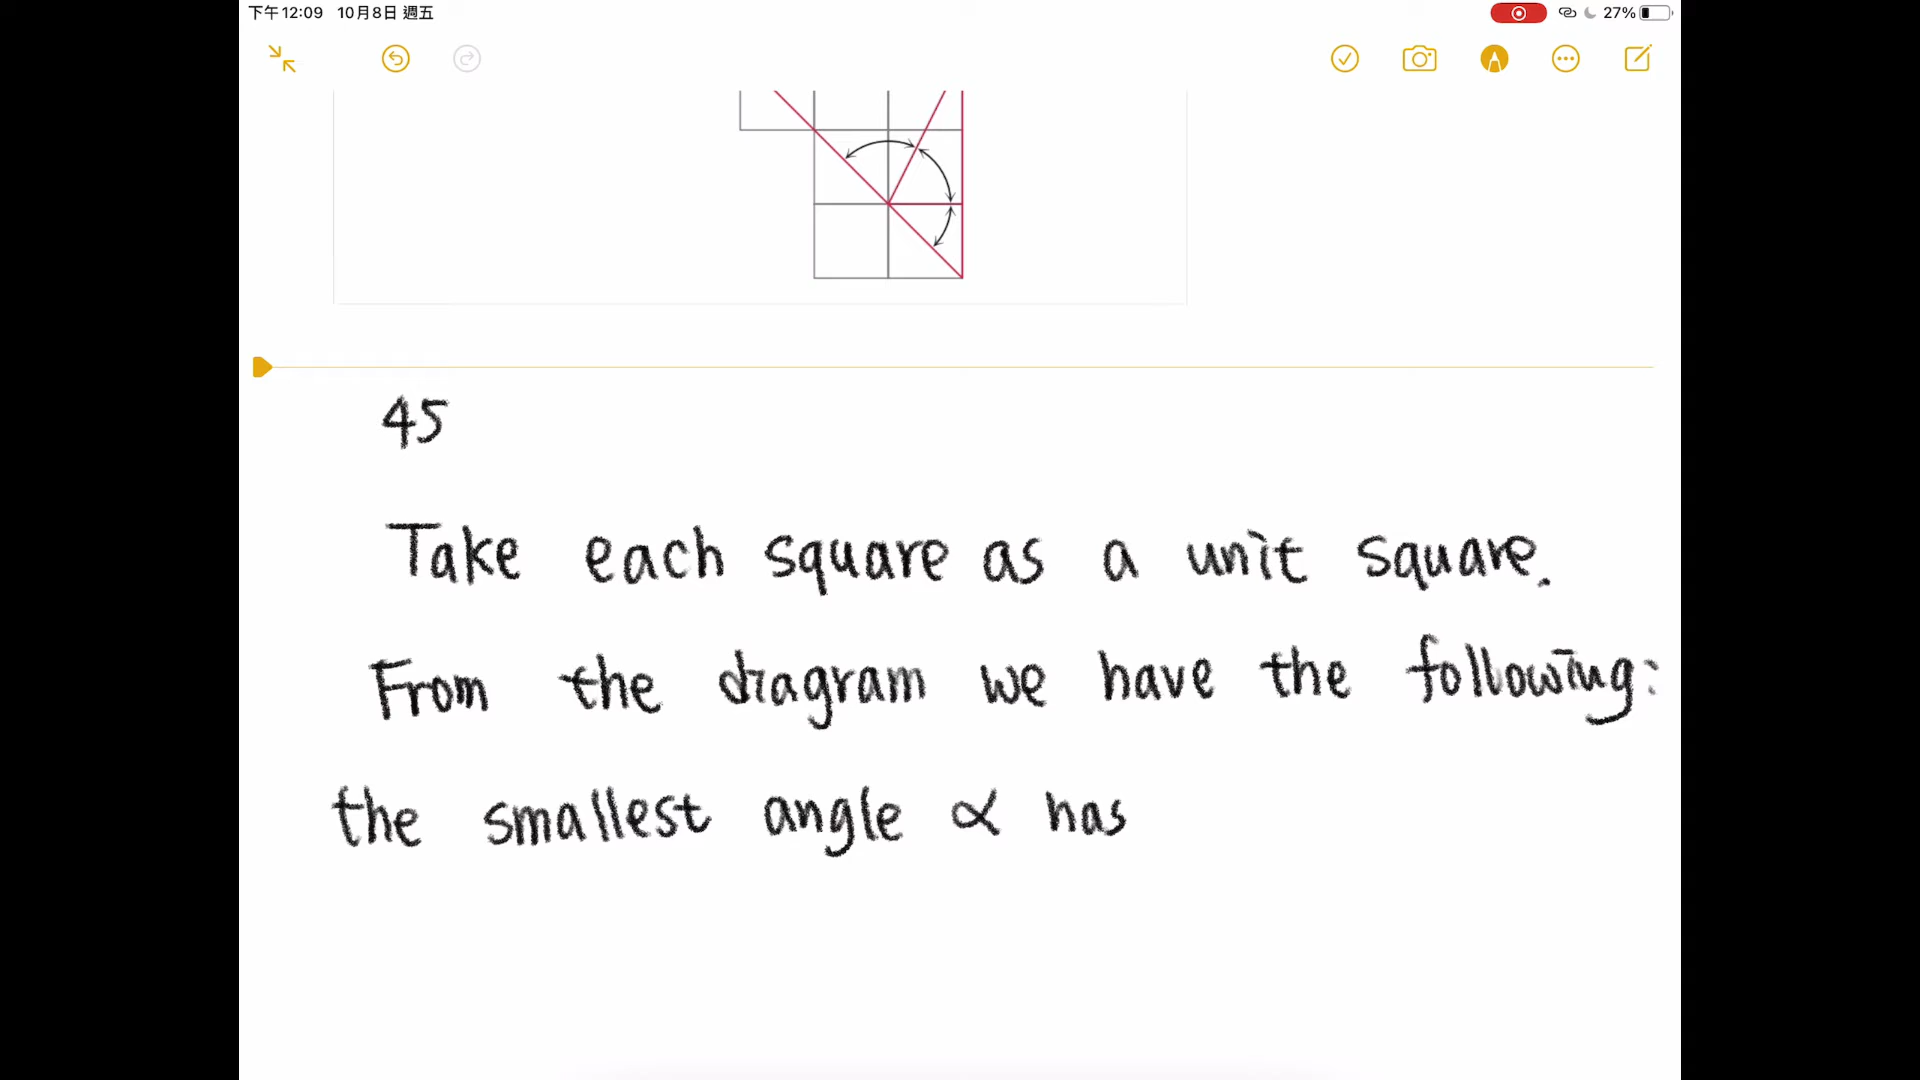 下午12:09 10月8日 週五 27%
45
Take each square as a unit square.
From the diagram we have the following:
the smallest angle α has